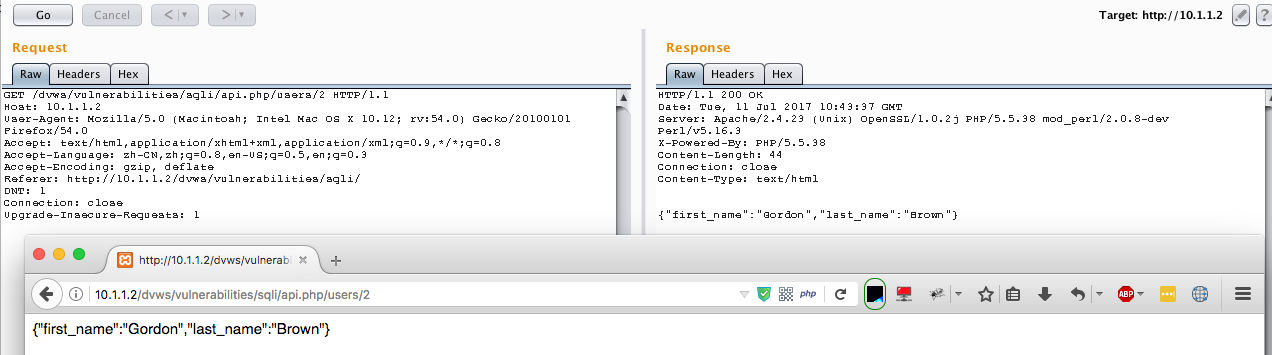 Go Cancel < > Target: http://10.1.1.2 ?
Request
Raw Headers Hex
GET /dvws/vulnerabilities/sqli/api.php/users/2 HTTP/1.1
Host: 10.1.1.2
User-Agent: Mozilla/5.0 (Macintosh; Intel Mac OS X 10.12; rv:54.0) Gecko/20100101
Firefox/54.0
Accept: text/html,application/xhtml+xml,application/xml;q=0.9,*/*;q=0.8
Accept-Language: zh-CN,zh;q=0.8,en-US;q=0.5,en;q=0.3
Accept-Encoding: gzip, deflate
Referer: http://10.1.1.2/dvws/vulnerabilities/sqli/
DNT: 1
Connection: close
Upgrade-Insecure-Requests: 1
Response
Raw Headers Hex
HTTP/1.1 200 OK
Date: Tue, 11 Jul 2017 10:43:37 GMT
Server: Apache/2.4.23 (Unix) OpenSSL/1.0.2j PHP/5.5.38 mod_perl/2.0.8-dev
Perl/v5.16.3
X-Powered-By: PHP/5.5.38
Content-Length: 44
Connection: close
Content-Type: text/html
{"first_name":"Gordon","last_name":"Brown"}
http://10.1.1.2/dvws/vulnerabi
10.1.1.2/dvws/vulnerabilities/sqli/api.php/users/2 php ABP
{"first_name":"Gordon","last_name":"Brown"}